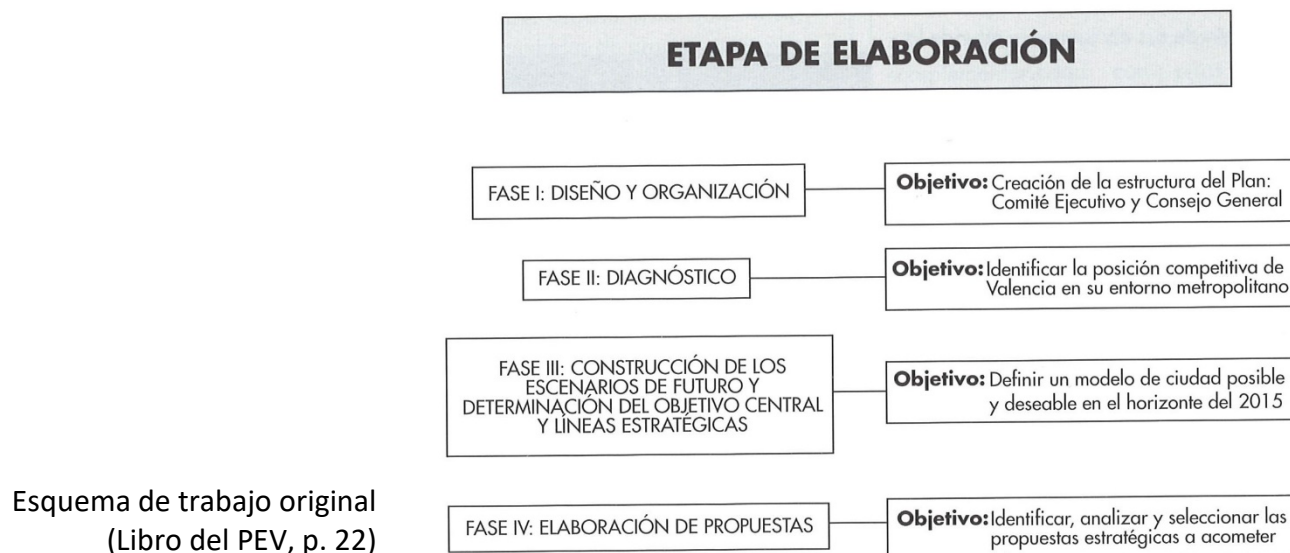 ETAPA DE ELABORACIÓN
FASE I: DISEÑO Y ORGANIZACIÓN
Objetivo: Creación de la estructura del Plan:
Comité Ejecutivo y Consejo General
FASE II: DIAGNÓSTICO
Objetivo: Identificar la posición competitiva de
Valencia en su entorno metropolitano
FASE III: CONSTRUCCIÓN DE LOS
ESCENARIOS DE FUTURO Y
DETERMINACIÓN DEL OBJETIVO CENTRAL
Y LÍNEAS ESTRATÉGICAS
Objetivo: Definir un modelo de ciudad posible
y deseable en el horizonte del 2015
FASE IV: ELABORACIÓN DE PROPUESTAS
Objetivo: Identificar, analizar y seleccionar las
propuestas estratégicas a acometer
Esquema de trabajo original
(Libro del PEV, p. 22)